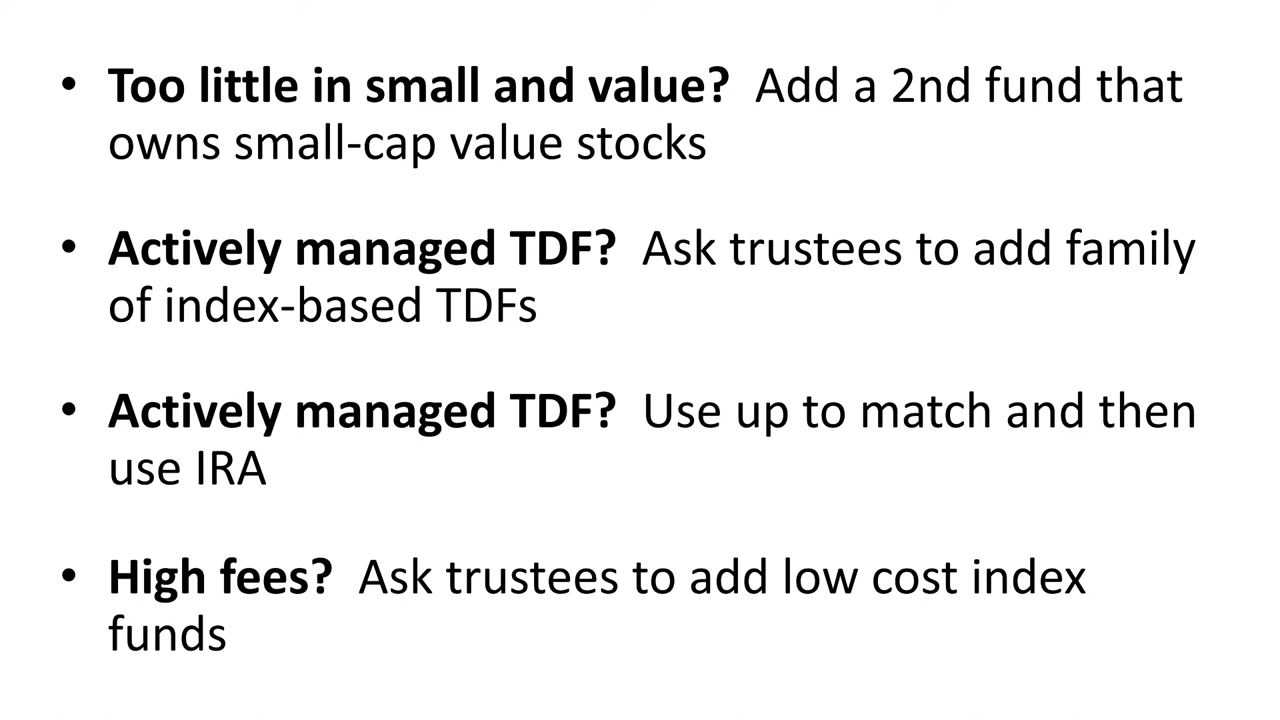 • Too little in small and value?  Add a 2nd fund that
owns small-cap value stocks
• Actively managed TDF?  Ask trustees to add family
of index-based TDFs
• Actively managed TDF?  Use up to match and then
use IRA
• High fees?  Ask trustees to add low cost index
funds